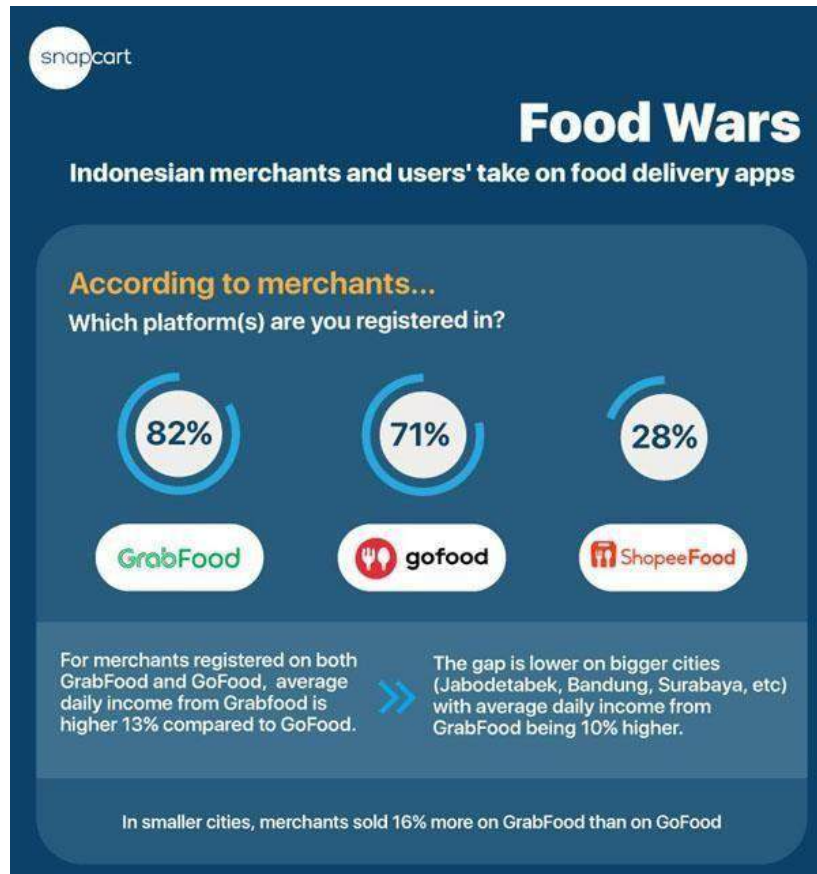 snapcart
Food Wars
Indonesian merchants and users' take on food delivery apps
According to merchants...
Which platform(s) are you registered in?
82%
71%
28%
GrabFood
gofood
ShopeeFood
For merchants registered on both
GrabFood and GoFood, average
daily income from Grabfood is
higher 13% compared to GoFood.
The gap is lower on bigger cities
(Jabodetabek, Bandung, Surabaya, etc)
with average daily income from
GrabFood being 10% higher.
In smaller cities, merchants sold 16% more on GrabFood than on GoFood